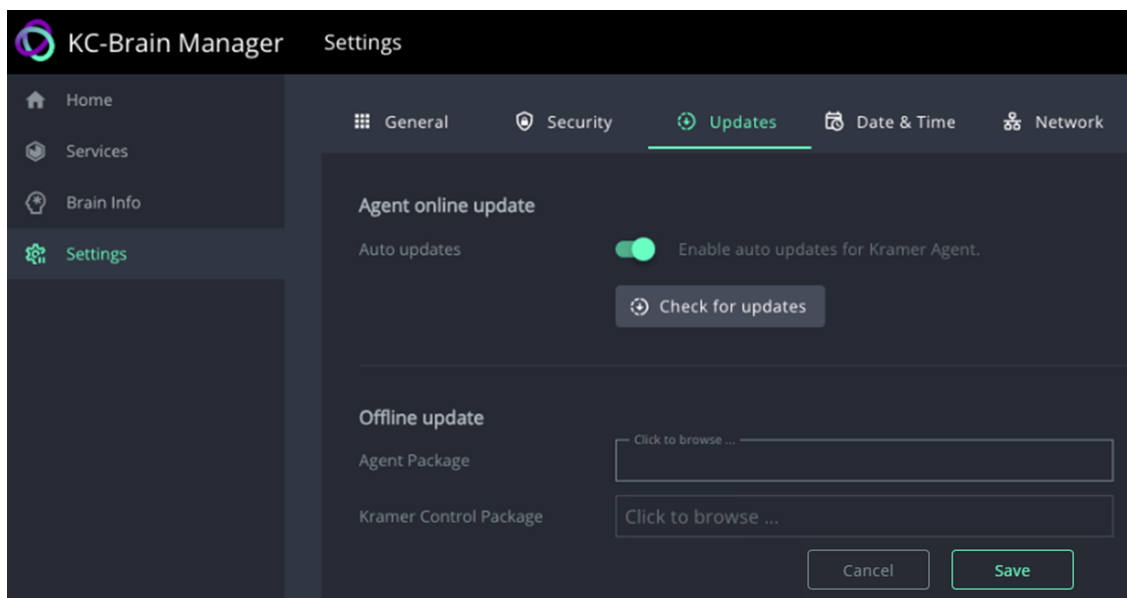 KC-Brain Manager
Settings
Home
Services
Brain Info
Settings
General
Security
Updates
Date & Time
Network
Agent online update
Auto updates
Enable auto updates for Kramer Agent.
Check for updates
Offline update
Agent Package
Click to browse ...
Kramer Control Package
Click to browse ...
Cancel
Save